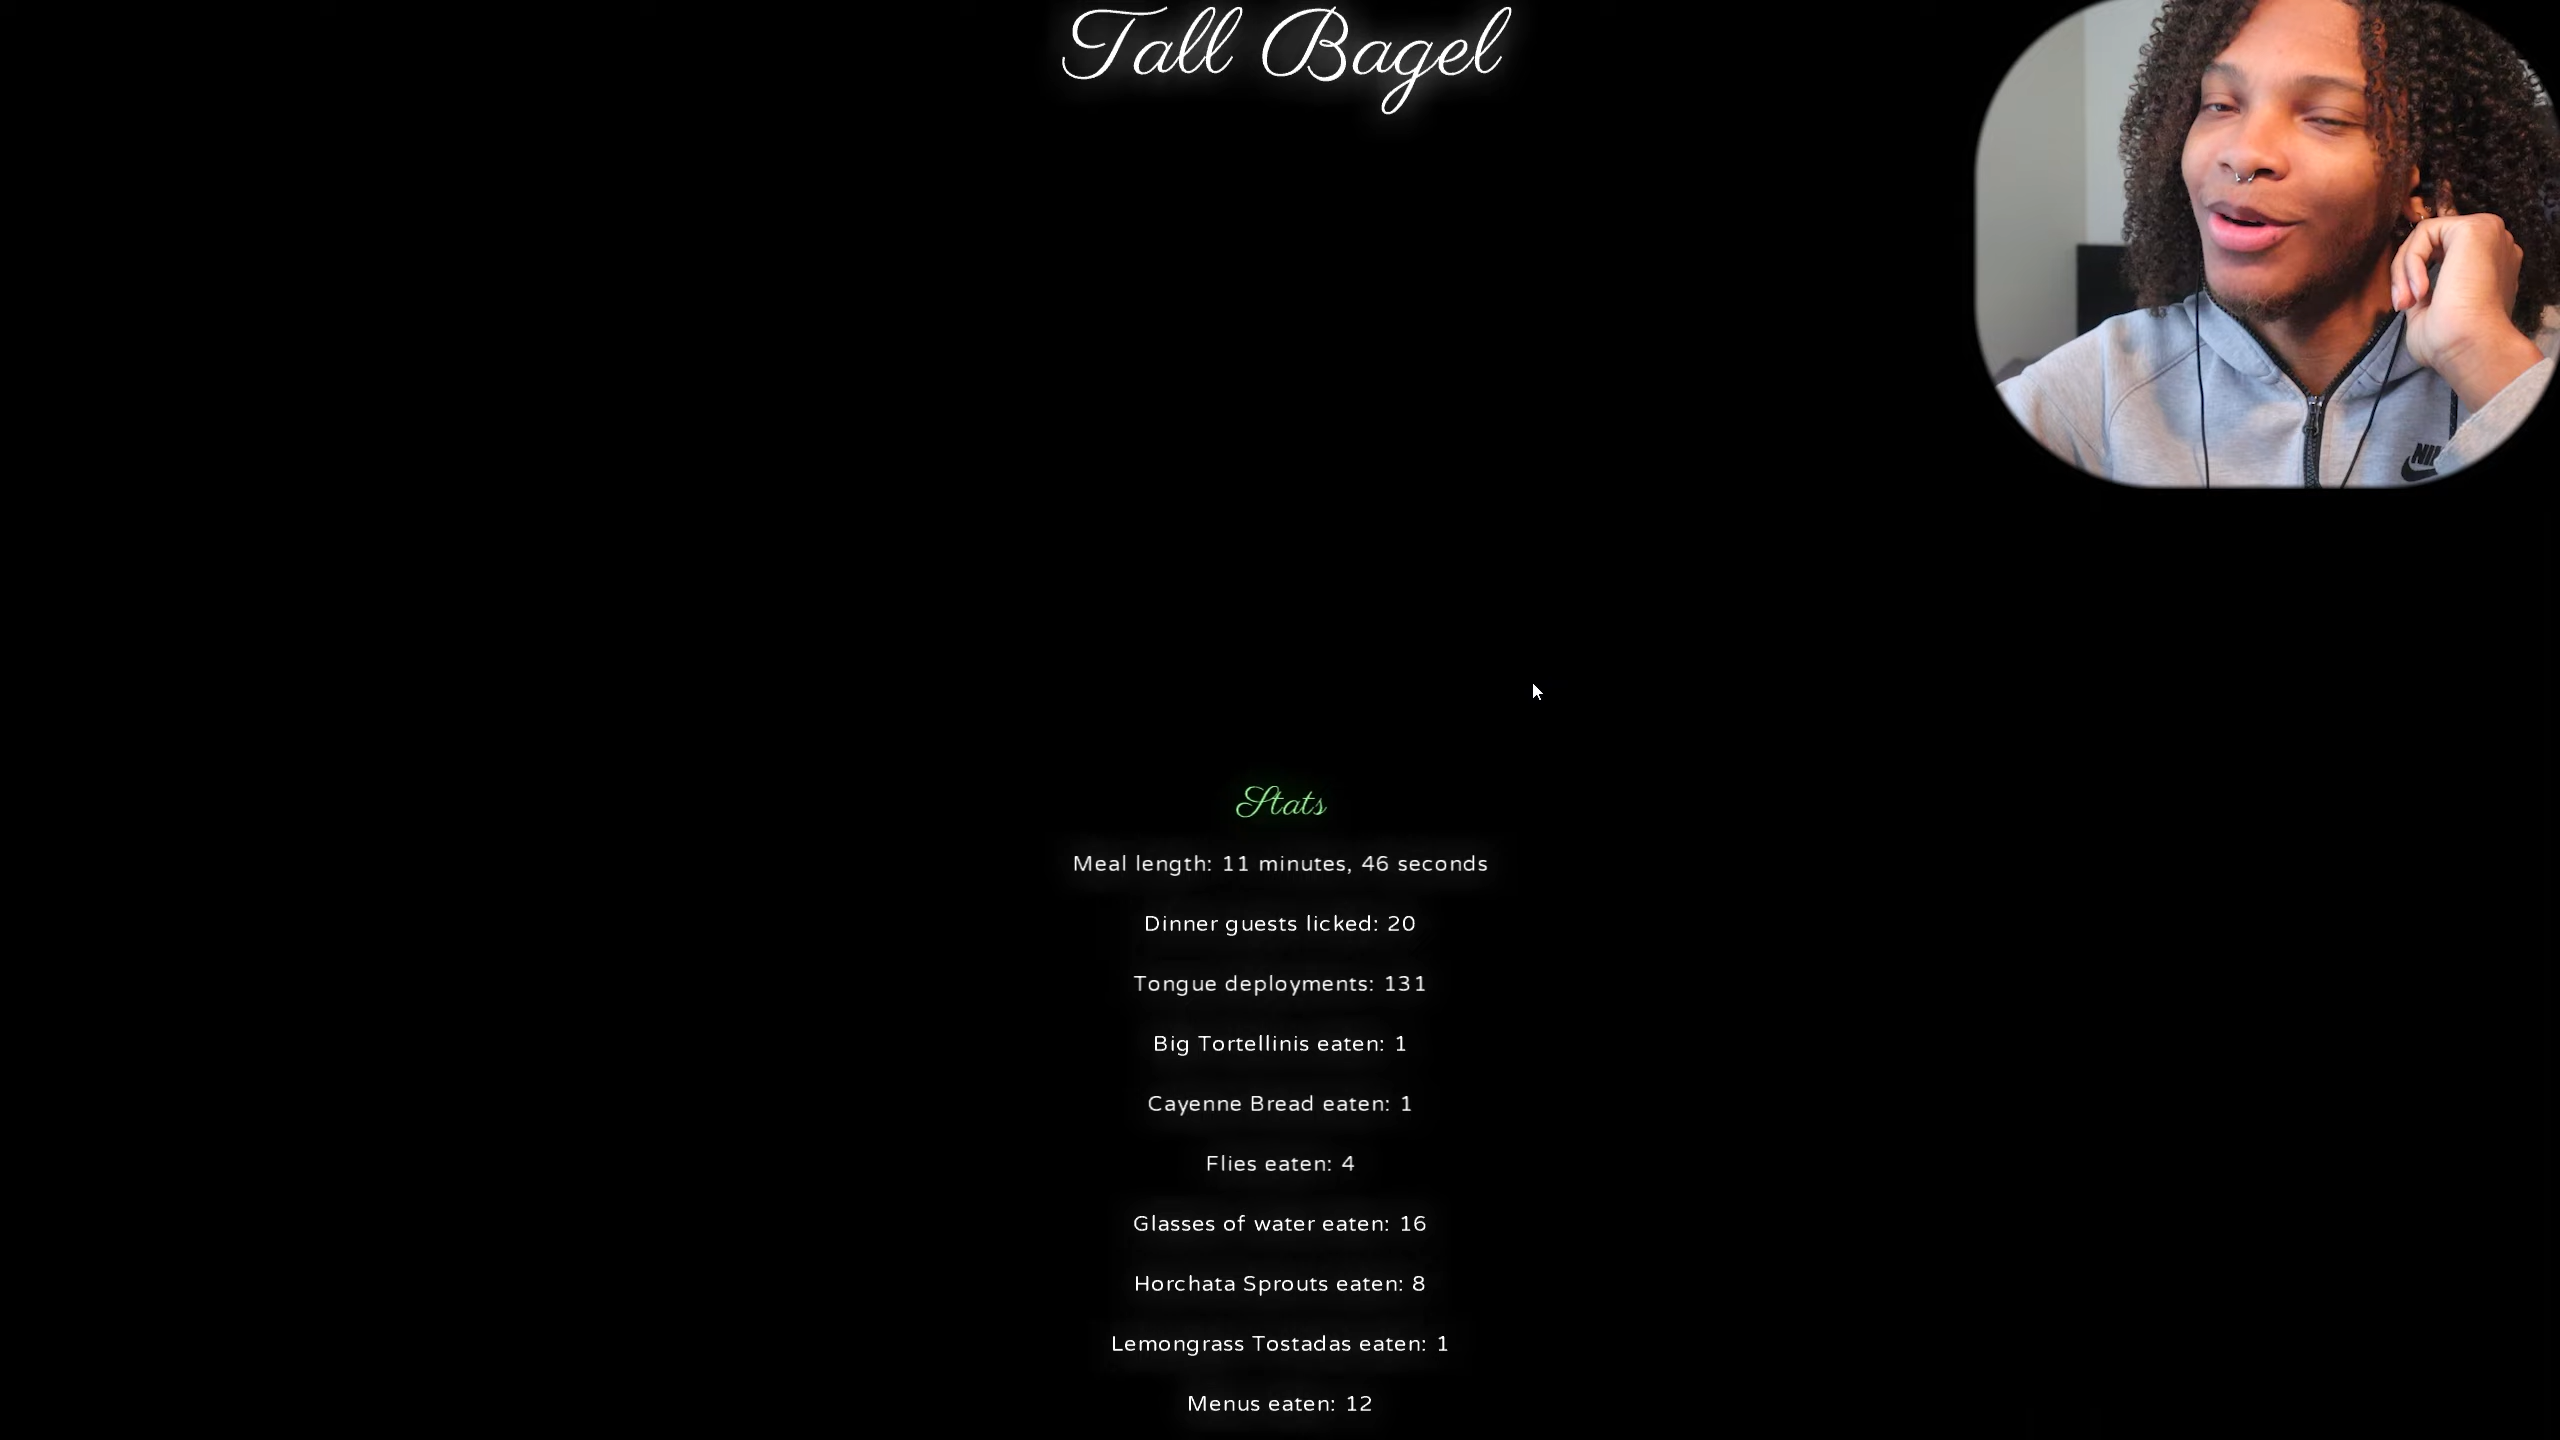 Tall Bagel
Stats
Meal length: 11 minutes, 46 seconds
Dinner guests licked: 20
Tongue deployments: 131
Big Tortellinis eaten: 1
Cayenne Bread eaten: 1
Flies eaten: 4
Glasses of water eaten: 16
Horchata Sprouts eaten: 8
Lemongrass Tostadas eaten: 1
Menus eaten: 12